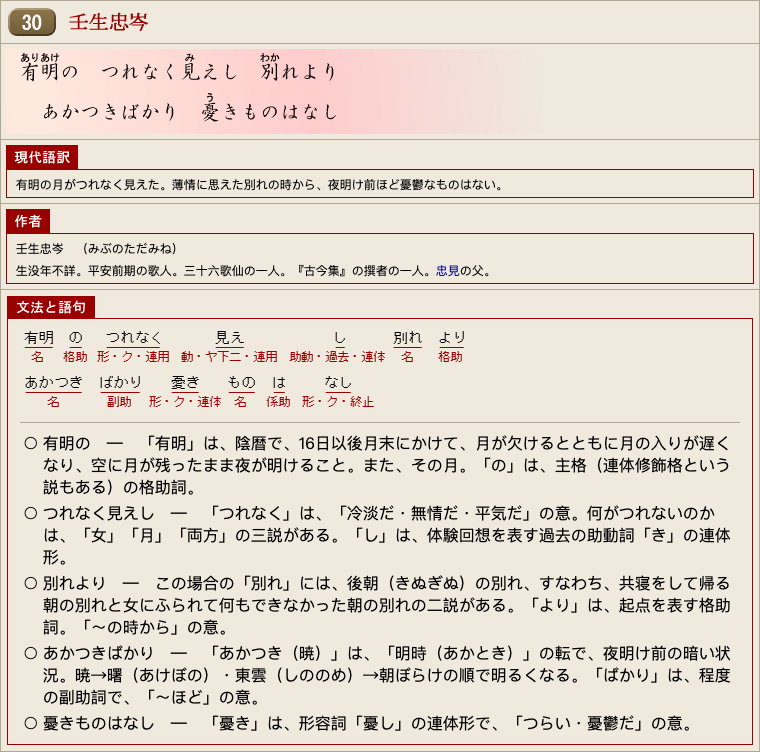 30 壬生忠岑
ありあけ み わか
有明の つれなく見えし 別れより
う
あかつきばかり 憂きものはなし
現代語訳
有明の月がつれなく見えた。薄情に思えた別れの時から、夜明け前ほど憂鬱なものはない。
作者
壬生忠岑 （みぶのただみね）
生没年不詳。平安前期の歌人。三十六歌仙の一人。『古今集』の撰者の一人。忠見の父。
文法と語句
有明 の つれなく 見え し 別れ より
名 格助 形・ク・連用 動・ヤ下二・連用 助動・過去・連体 名 格助
あかつき ばかり 憂き もの は なし
名 副助 形・ク・連体 名 係助 形・ク・終止
○ 有明の ― 「有明」は、陰暦で、16日以後月末にかけて、月が欠けるとともに月の入りが遅く
なり、空に月が残ったまま夜が明けること。また、その月。「の」は、主格（連体修飾格という
説もある）の格助詞。
○ つれなく見えし ― 「つれなく」は、「冷淡だ・無情だ・平気だ」の意。何がつれないのか
は、「女」「月」「両方」の三説がある。「し」は、体験回想を表す過去の助動詞「き」の連体
形。
○ 別れより ― この場合の「別れ」には、後朝（きぬぎぬ）の別れ、すなわち、共寝をして帰る
朝の別れと女にふられて何もできなかった朝の別れの二説がある。「より」は、起点を表す格助
詞。「～の時から」の意。
○ あかつきばかり ― 「あかつき（暁）」は、「明時（あかとき）」の転で、夜明け前の暗い状
況。暁→曙（あけぼの）・東雲（しののめ）→朝ぼらけの順で明るくなる。「ばかり」は、程度
の副助詞で、「～ほど」の意。
○ 憂きものはなし ― 「憂き」は、形容詞「憂し」の連体形で、「つらい・憂鬱だ」の意。